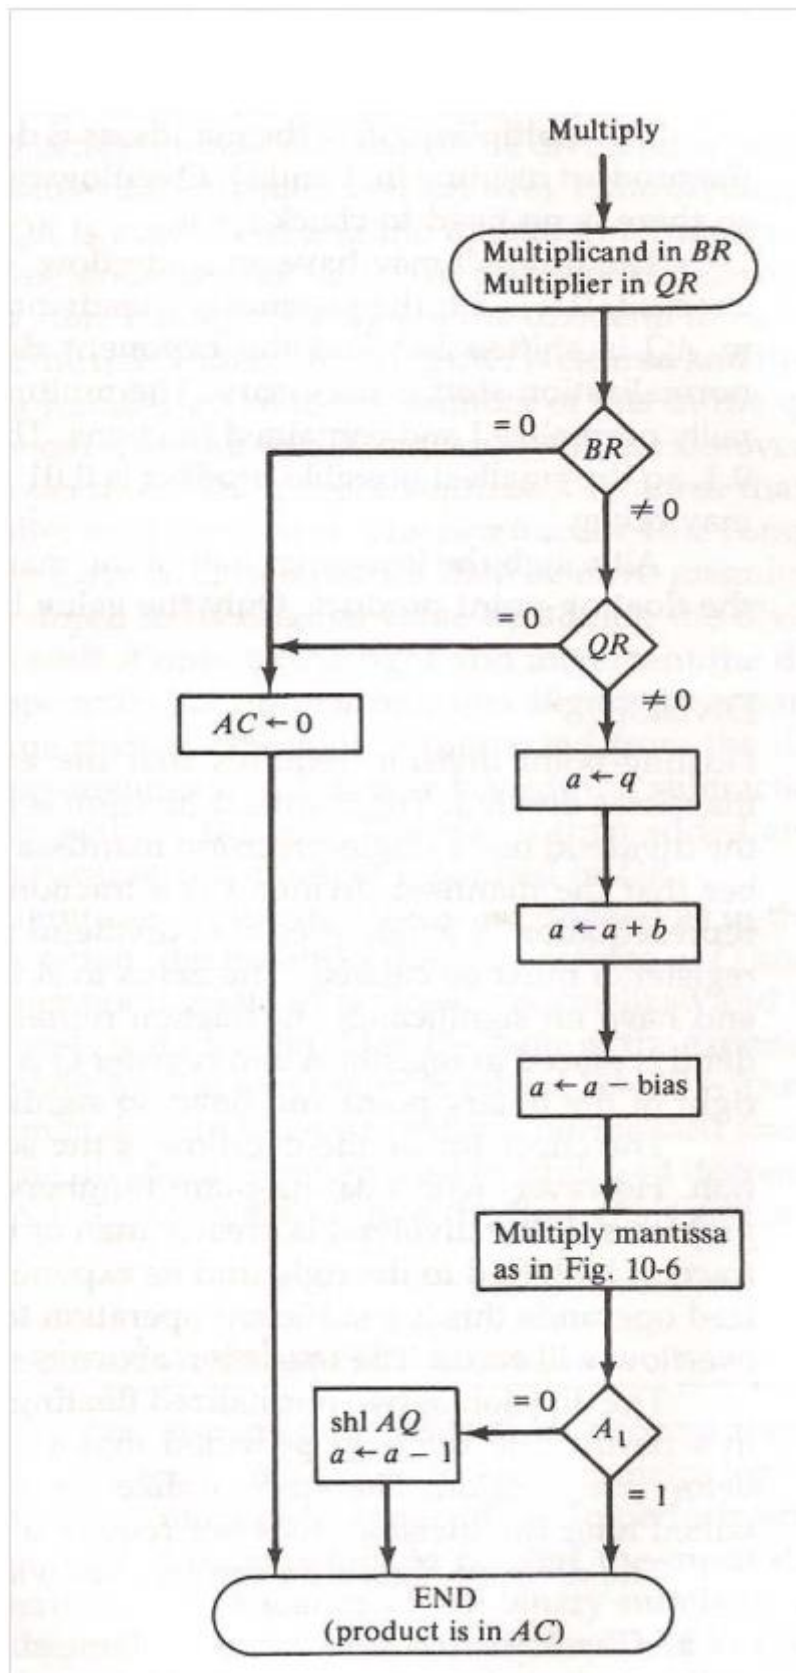 Multiply
Multiplicand in BR
Multiplier in QR
= 0
BR
≠ 0
= 0
QR
≠ 0
AC ← 0
a ← q
a ← a + b
a ← a − bias
Multiply mantissa
as in Fig. 10-6
= 0
A₁
shl AQ
a ← a − 1
= 1
END
(product is in AC)